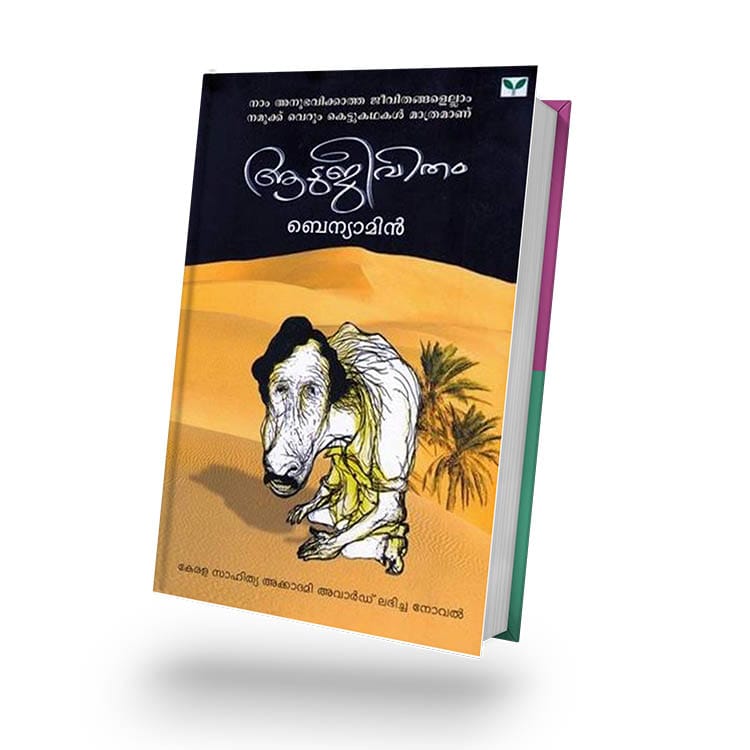 നാം അനുഭവിക്കാത്ത ജീവിതങ്ങളെല്ലാം
നമുക്ക് വെറും കെട്ടുകഥകൾ മാത്രമാണ്
ആടുജീവിതം
ബെന്യാമിൻ
കേരള സാഹിത്യ അക്കാദമി അവാർഡ് ലഭിച്ച നോവൽ